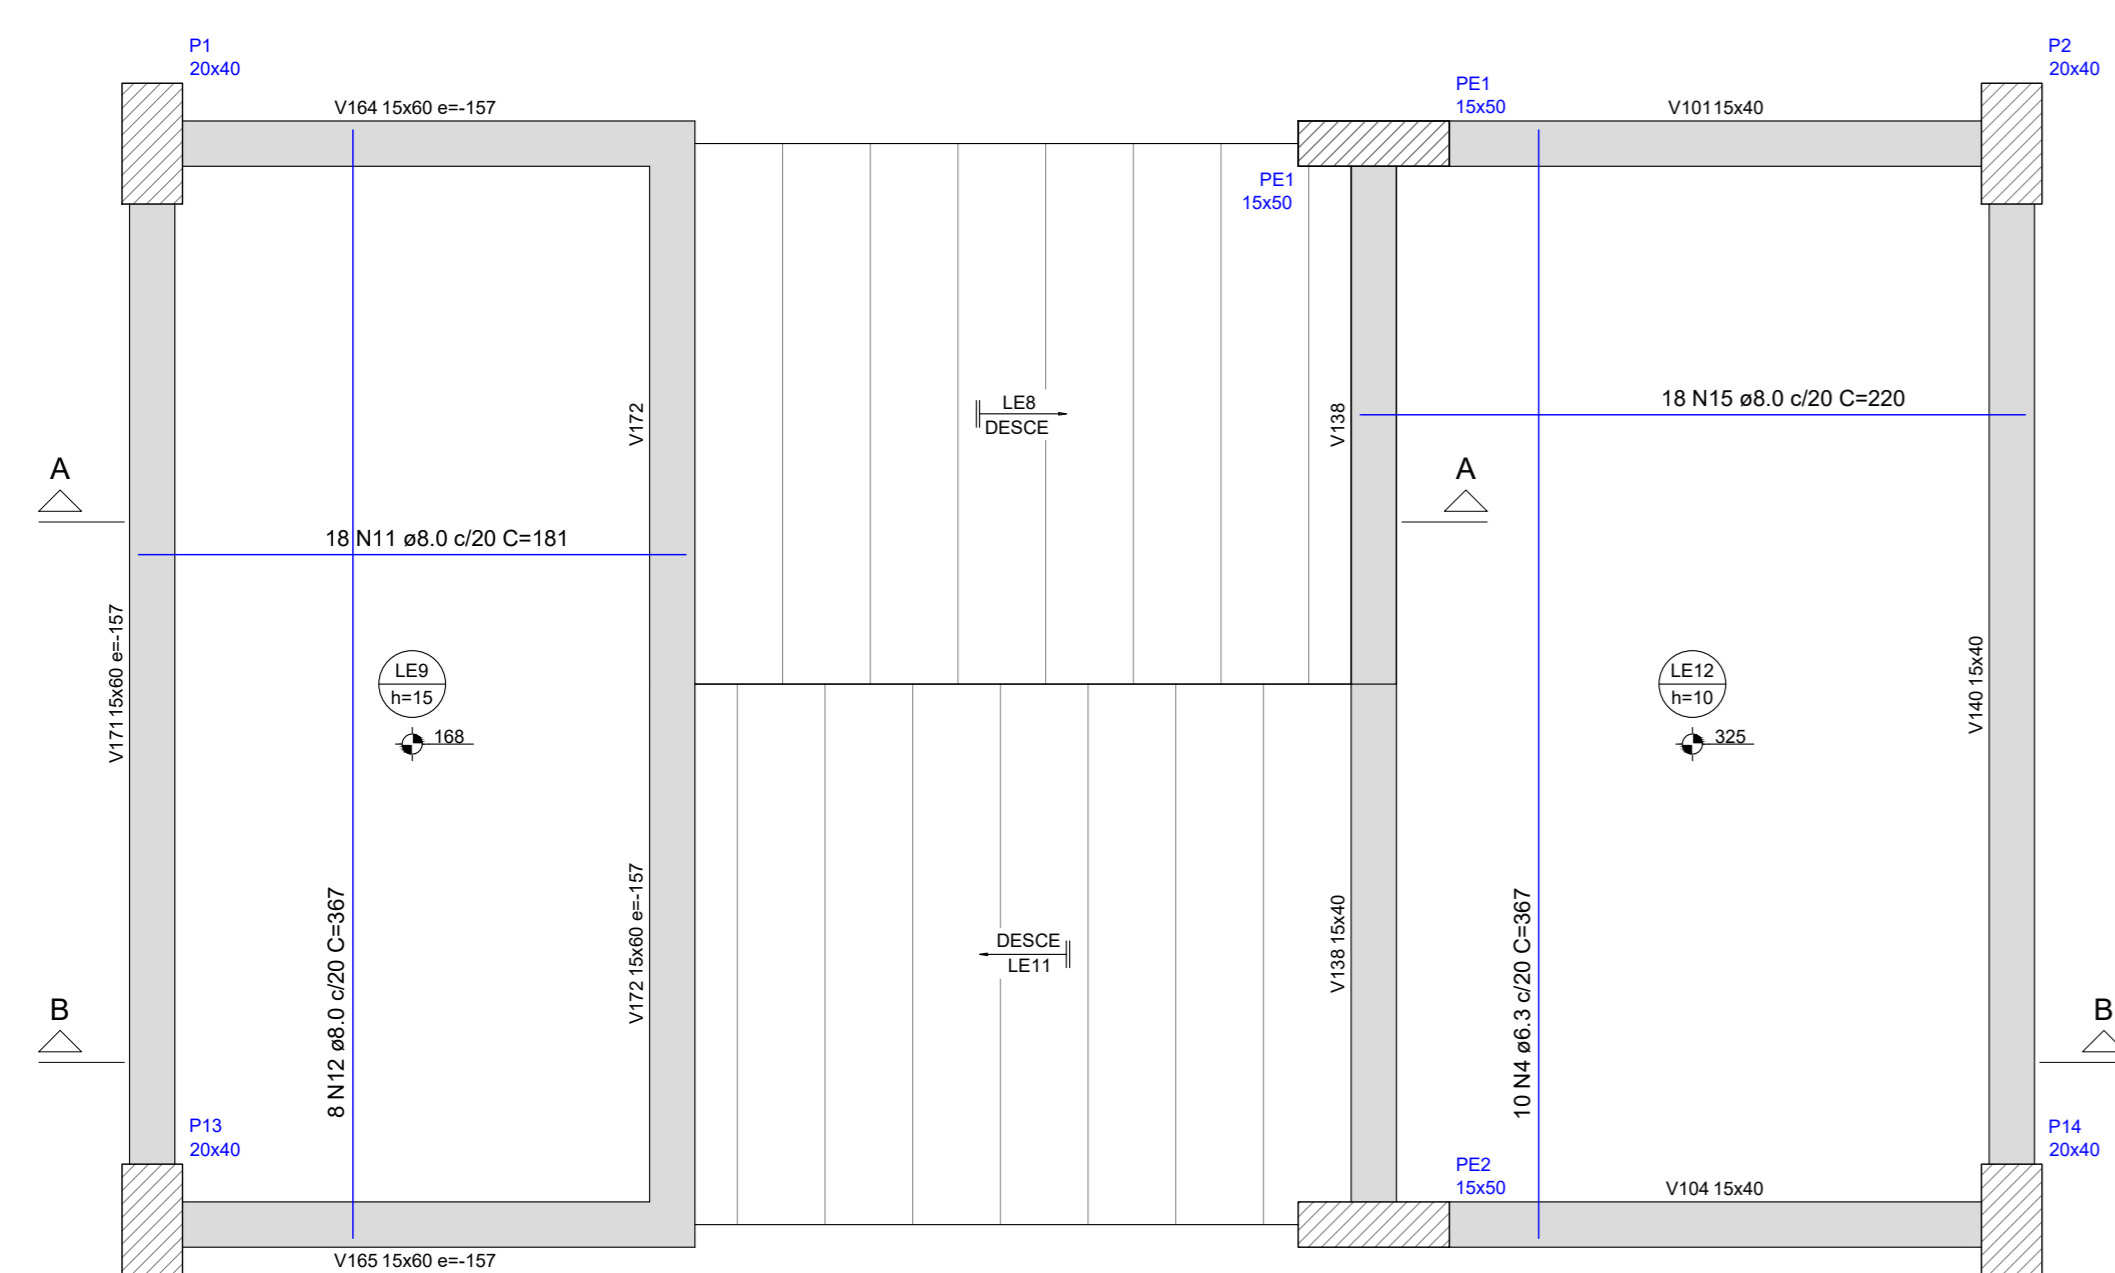 P1
20x40
V164 15x60 e=-157
PE1
15x50
V101 15x40
P2
20x40
PE1
15x50
V172
LE8
DESCE
V138
18 N15 ø8.0 c/20 C=220
A
A
18 N11 ø8.0 c/20 C=181
V171 15x60 e=-157
LE9
h=15
168
LE12
h=10
325
V140 15x40
8 N12 ø8.0 c/20 C=367
V172 15x60 e=-157
DESCE
LE11
V138 15x40
10 N4 ø6.3 c/20 C=367
B
B
P13
20x40
PE2
15x50
P14
20x40
V104 15x40
V165 15x60 e=-157